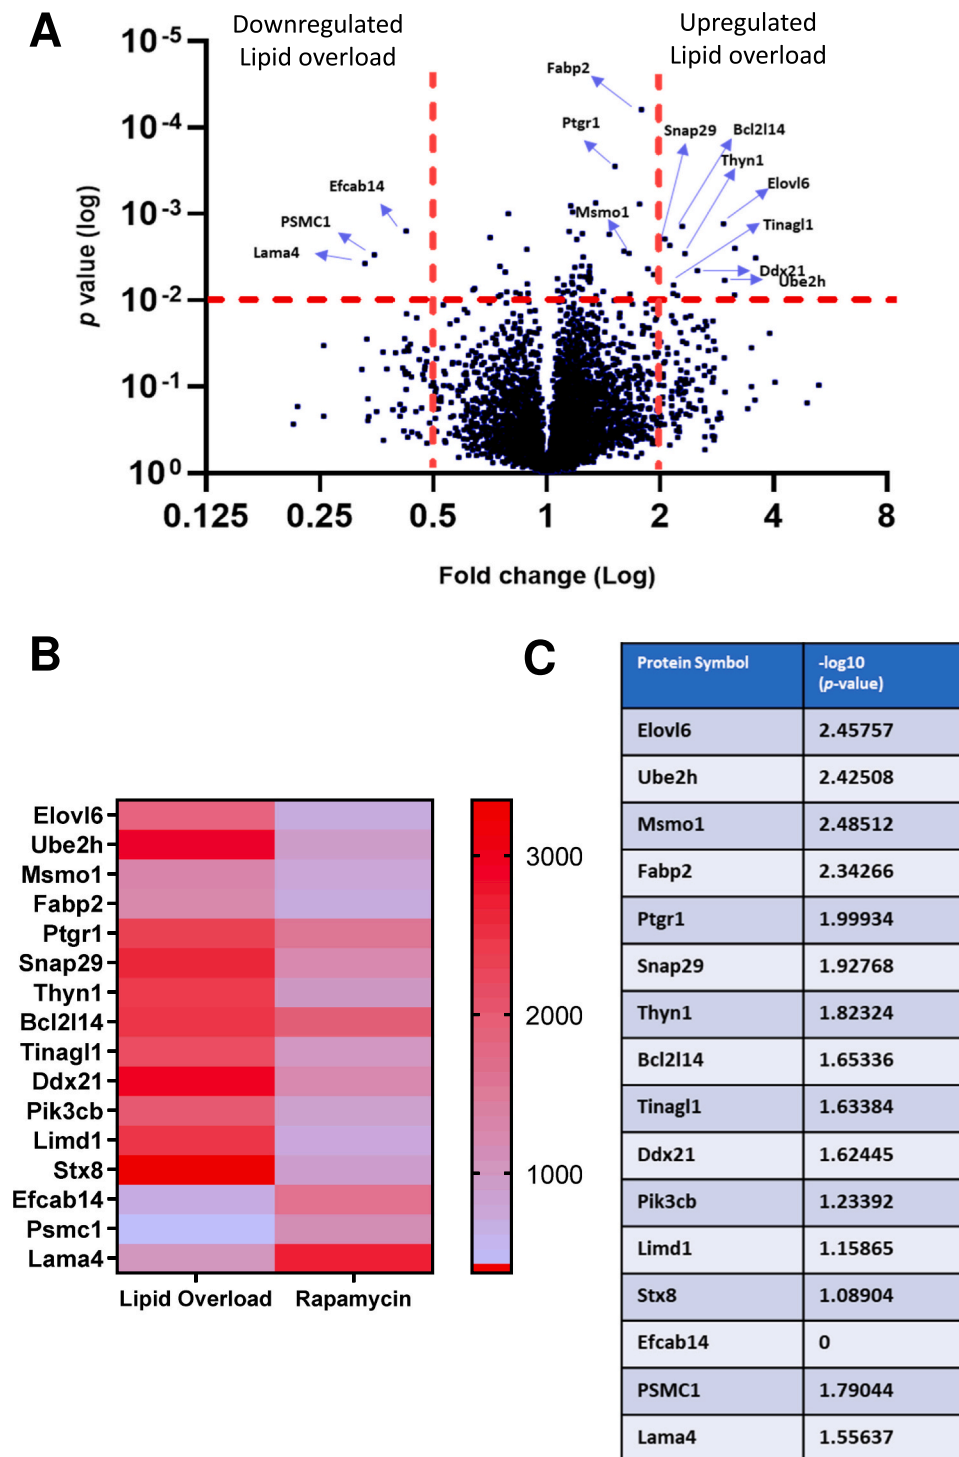 A
Downregulated
Lipid overload
Upregulated
Lipid overload
10-5
10-4
10-3
10-2
10-1
100
p value (log)
Fabp2
Ptgr1
Snap29
Bcl2l14
Thyn1
Elovl6
Efcab14
Msmo1
PSMC1
Tinagl1
Lama4
Ddx21
Ube2h
0.125 0.25 0.5 1 2 4 8
Fold change (Log)
B
Elovl6
Ube2h
Msmo1
Fabp2
Ptgr1
Snap29
Thyn1
Bcl2l14
Tinagl1
Ddx21
Pik3cb
Limd1
Stx8
Efcab14
Psmc1
Lama4
Lipid Overload Rapamycin
3000
2000
1000
C
Protein Symbol -log10
(p-value)
Elovl6 2.45757
Ube2h 2.42508
Msmo1 2.48512
Fabp2 2.34266
Ptgr1 1.99934
Snap29 1.92768
Thyn1 1.82324
Bcl2l14 1.65336
Tinagl1 1.63384
Ddx21 1.62445
Pik3cb 1.23392
Limd1 1.15865
Stx8 1.08904
Efcab14 0
PSMC1 1.79044
Lama4 1.55637